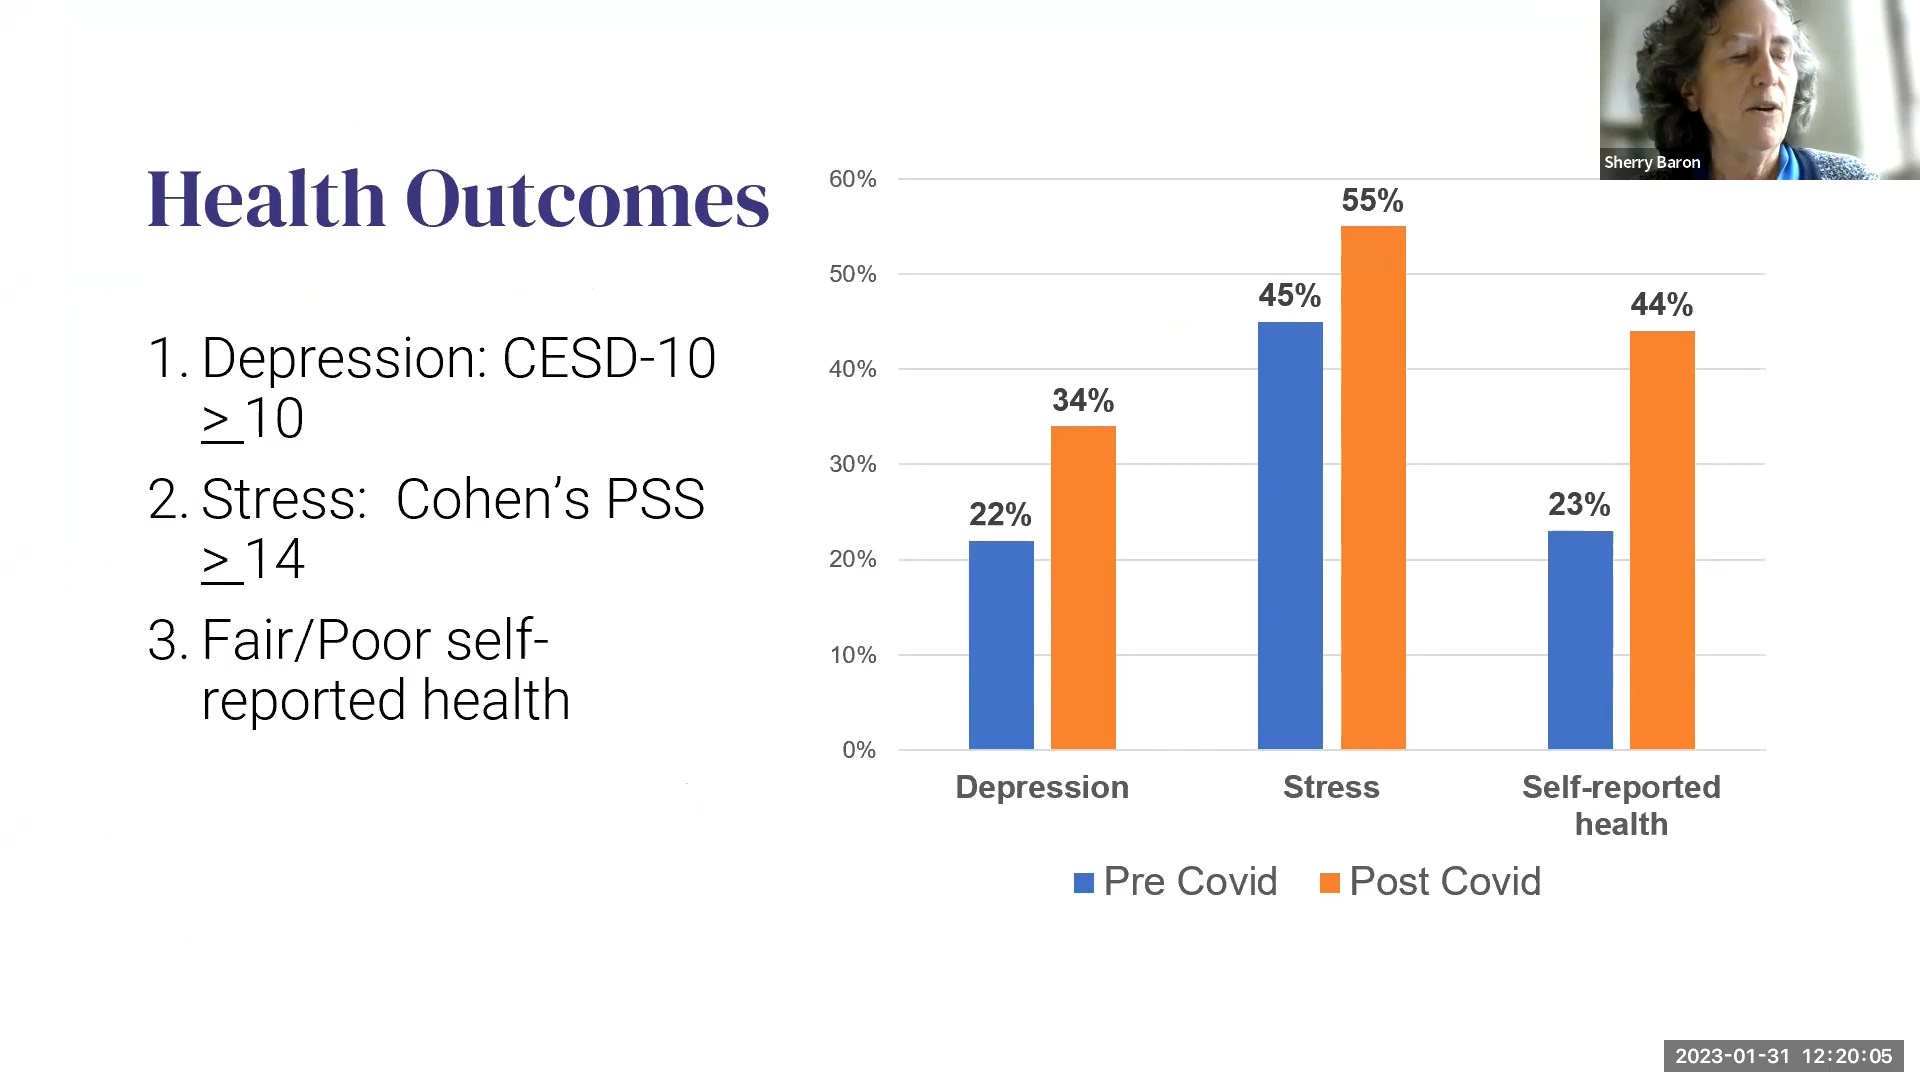 Sherry Baron
Health Outcomes
1. Depression: CESD-10
> 10
2. Stress:  Cohen’s PSS
> 14
3. Fair/Poor self-
reported health
60%
50%
40%
30%
20%
10%
0%
22%
34%
45%
55%
23%
44%
Depression
Stress
Self-reported
health
Pre Covid
Post Covid
2023-01-31 12:20:05